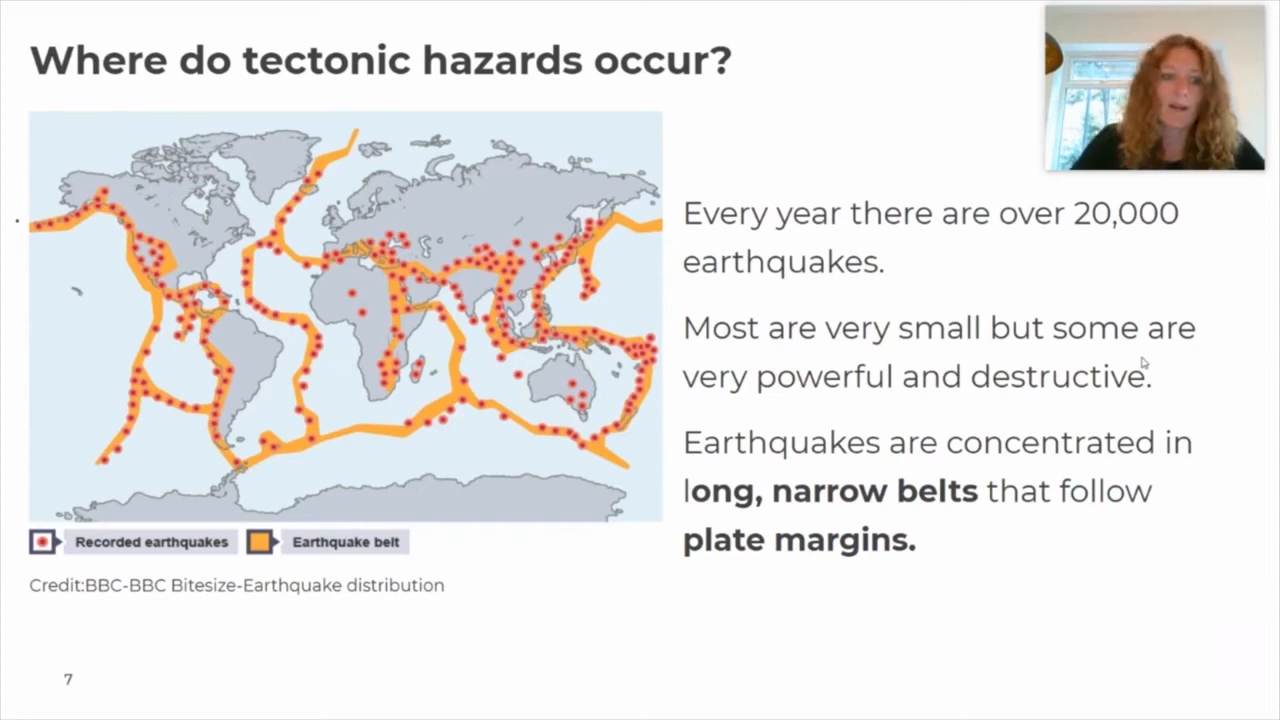 Where do tectonic hazards occur?
Every year there are over 20,000
earthquakes.
Most are very small but some are
very powerful and destructive.
Earthquakes are concentrated in
long, narrow belts that follow
plate margins.
Recorded earthquakes
Earthquake belt
Credit:BBC-BBC Bitesize-Earthquake distribution
7